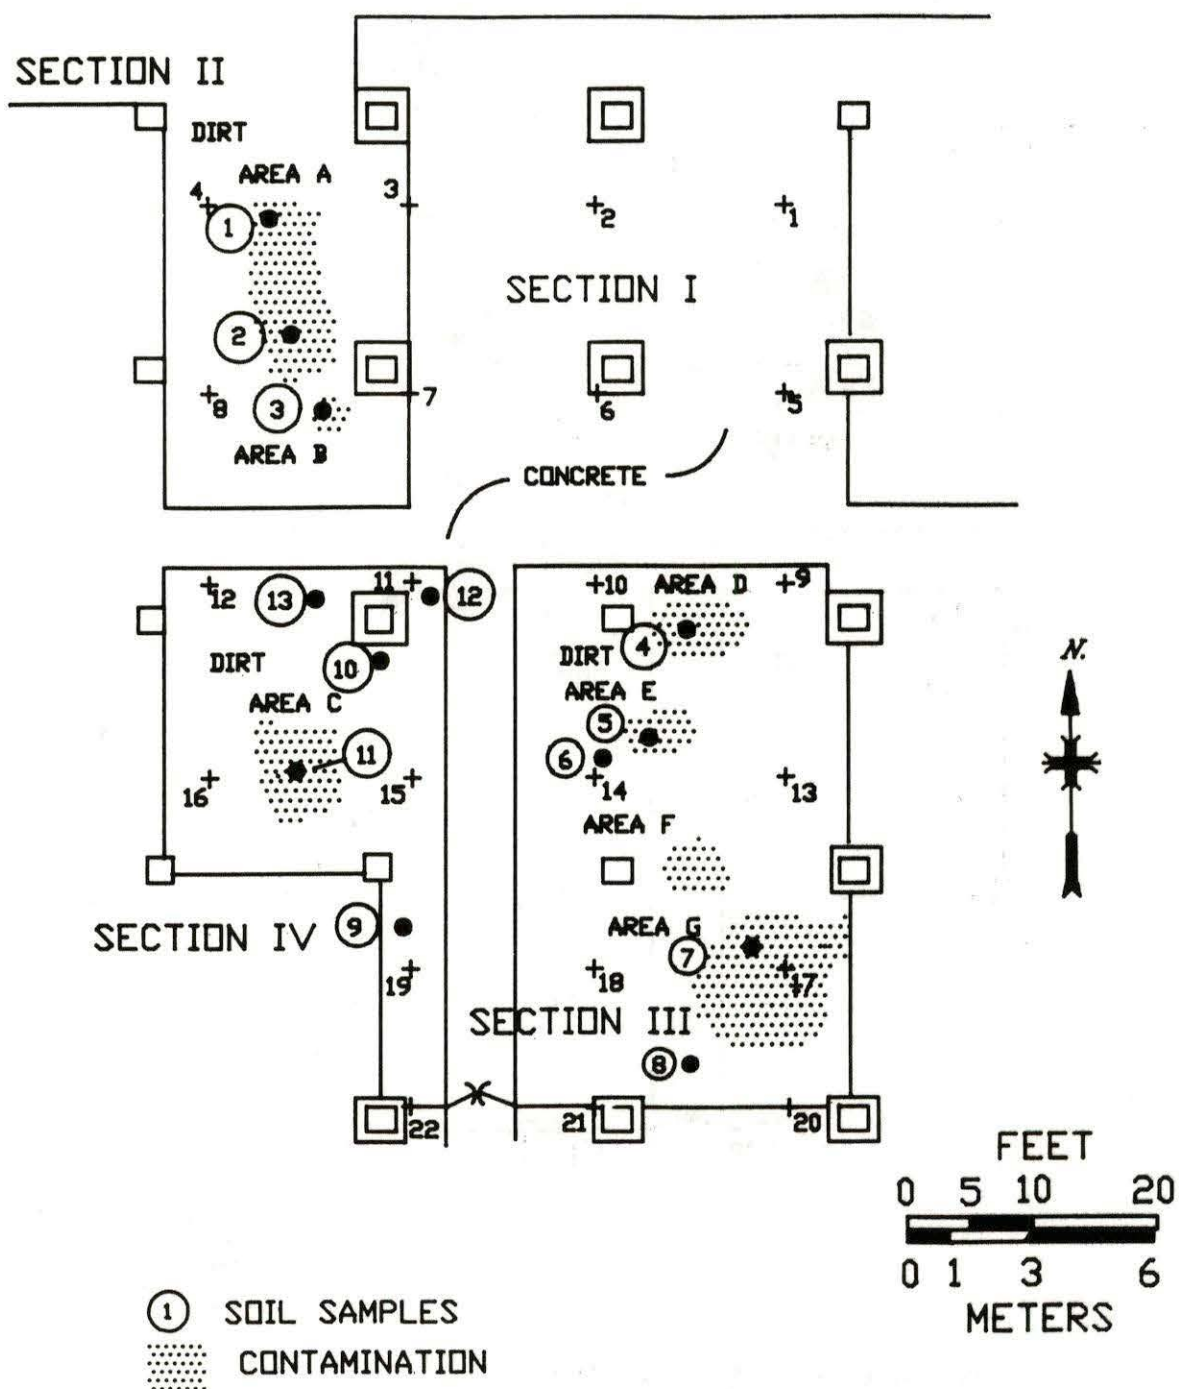 SECTION II
DIRT
AREA A
4
3
+2
+1
1
SECTION I
2
8
3
7
6
5
AREA B
CONCRETE
12
13
11
12
10
AREA D
9
DIRT
10
4
DIRT
AREA C
AREA E
5
11
6
16
15
14
13
AREA F
9
SECTION IV
AREA G
7
19
18
17
SECTION III
8
22
21
20
N.
FEET
0 5 10 20
0 1 3 6
METERS
1 SOIL SAMPLES
CONTAMINATION